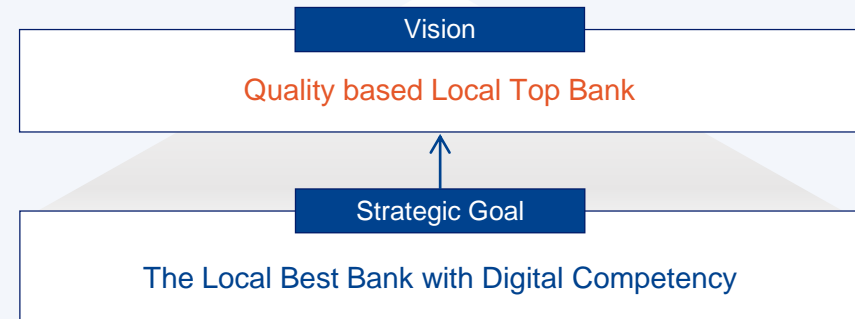 Vision
Quality based Local Top Bank
Strategic Goal
The Local Best Bank with Digital Competency